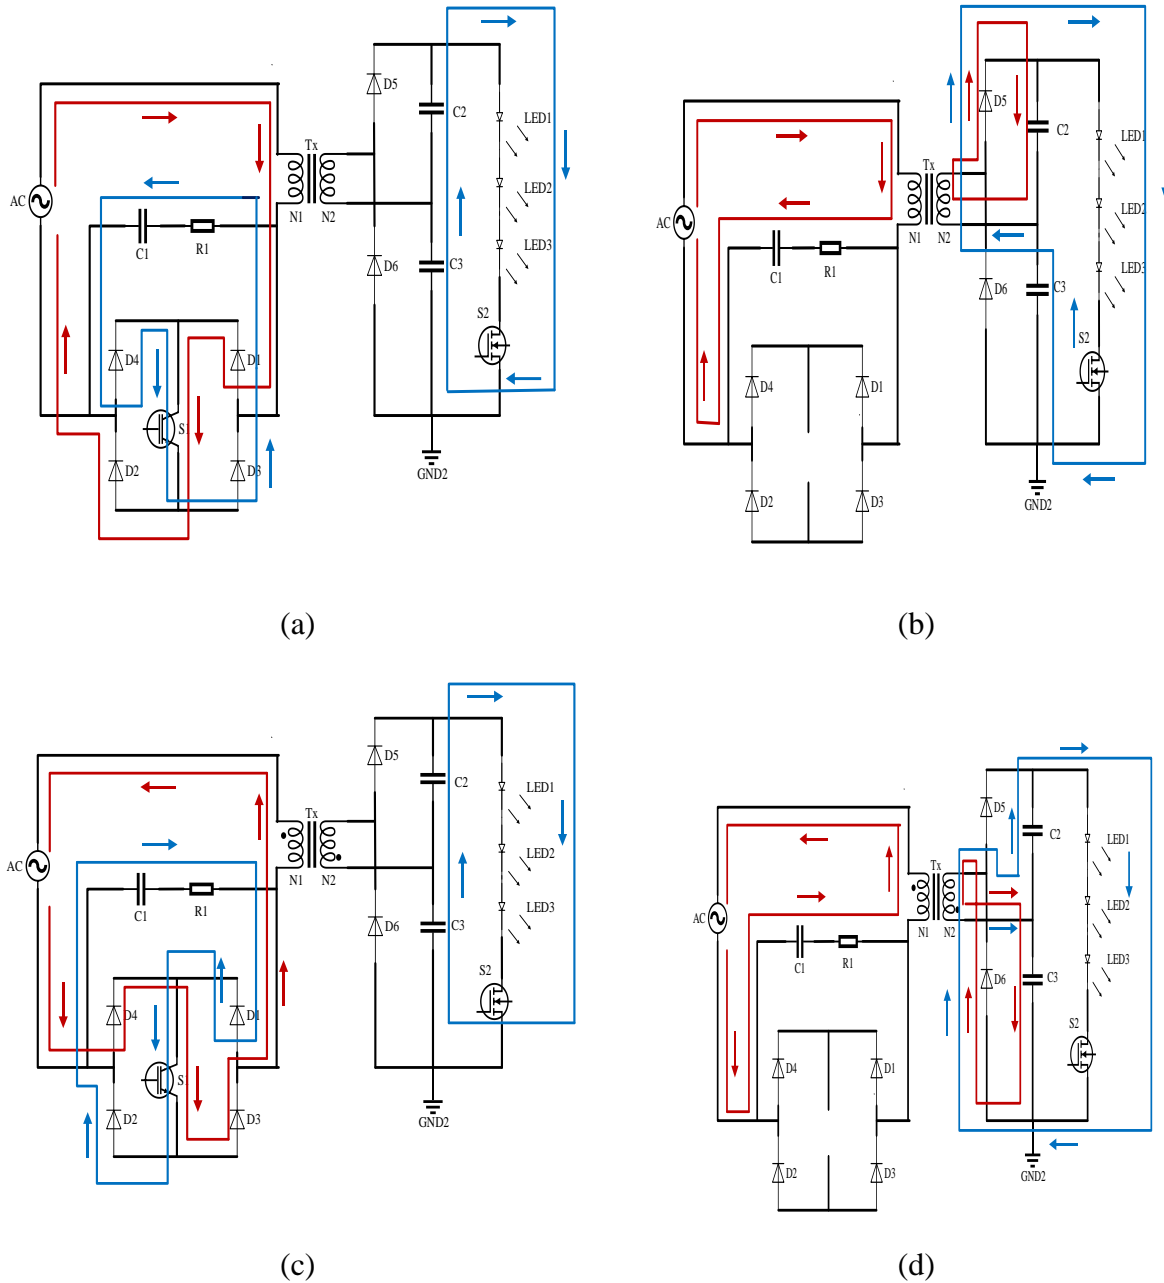 D5
C2
LED1
Tx
LED2
AC
N1 N2
C1 R1
LED3
D6 C3
S2
D4 D1
S1
D2 D3
GND2
(a)
D5
C2
LED1
Tx
LED2
AC
N1 N2
C1 R1
LED3
D6 C3
S2
D4 D1
D2 D3
GND2
(b)
D5
C2
LED1
Tx
LED2
AC
N1 N2
C1 R1
LED3
D6 C3
S2
D4 D1
S1
D2 D3
GND2
(c)
D5
C2
LED1
Tx
LED2
AC
N1 N2
C1 R1
LED3
D6 C3
S2
D4 D1
D2 D3
GND2
(d)